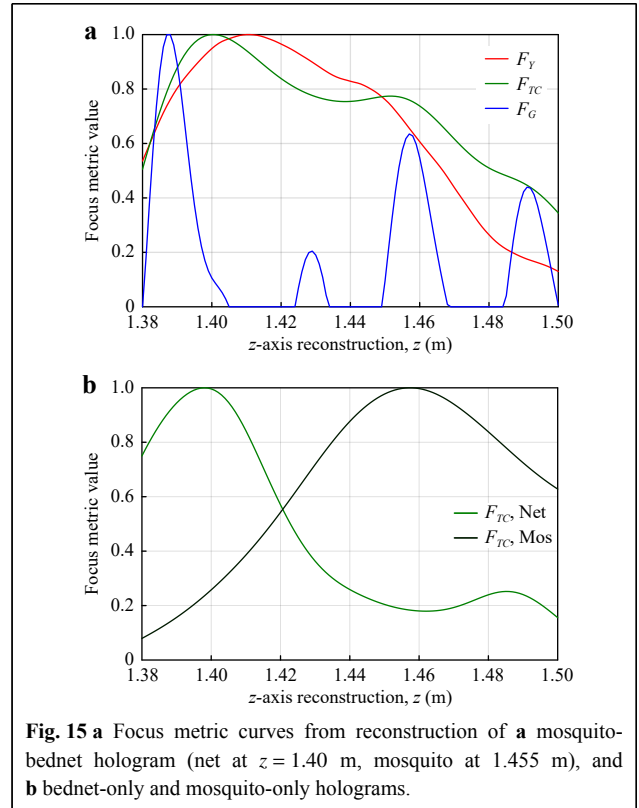 a
1.0
0.8
0.6
0.4
0.2
0
Focus metric value
F_Y
F_TC
F_G
1.38 1.40 1.42 1.44 1.46 1.48 1.50
z-axis reconstruction, z (m)
b
1.0
0.8
0.6
0.4
0.2
0
Focus metric value
F_TC, Net
F_TC, Mos
1.38 1.40 1.42 1.44 1.46 1.48 1.50
z-axis reconstruction, z (m)
Fig. 15 a Focus metric curves from reconstruction of a mosquito-
bednet hologram (net at z = 1.40 m, mosquito at 1.455 m), and
b bednet-only and mosquito-only holograms.